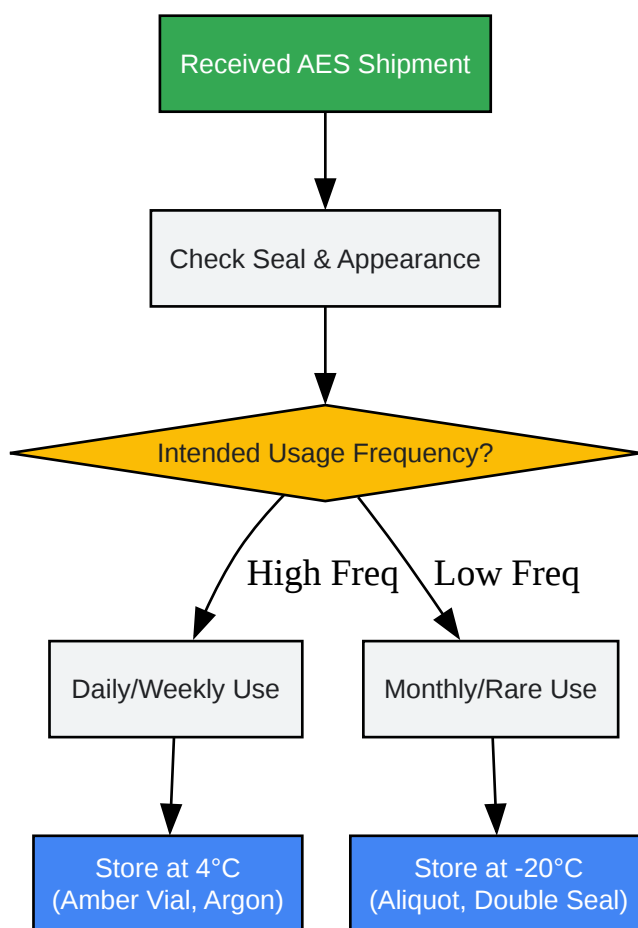 Received AES Shipment
Check Seal & Appearance
Intended Usage Frequency?
High Freq
Low Freq
Daily/Weekly Use
Monthly/Rare Use
Store at 4°C
(Amber Vial, Argon)
Store at -20°C
(Aliquot, Double Seal)